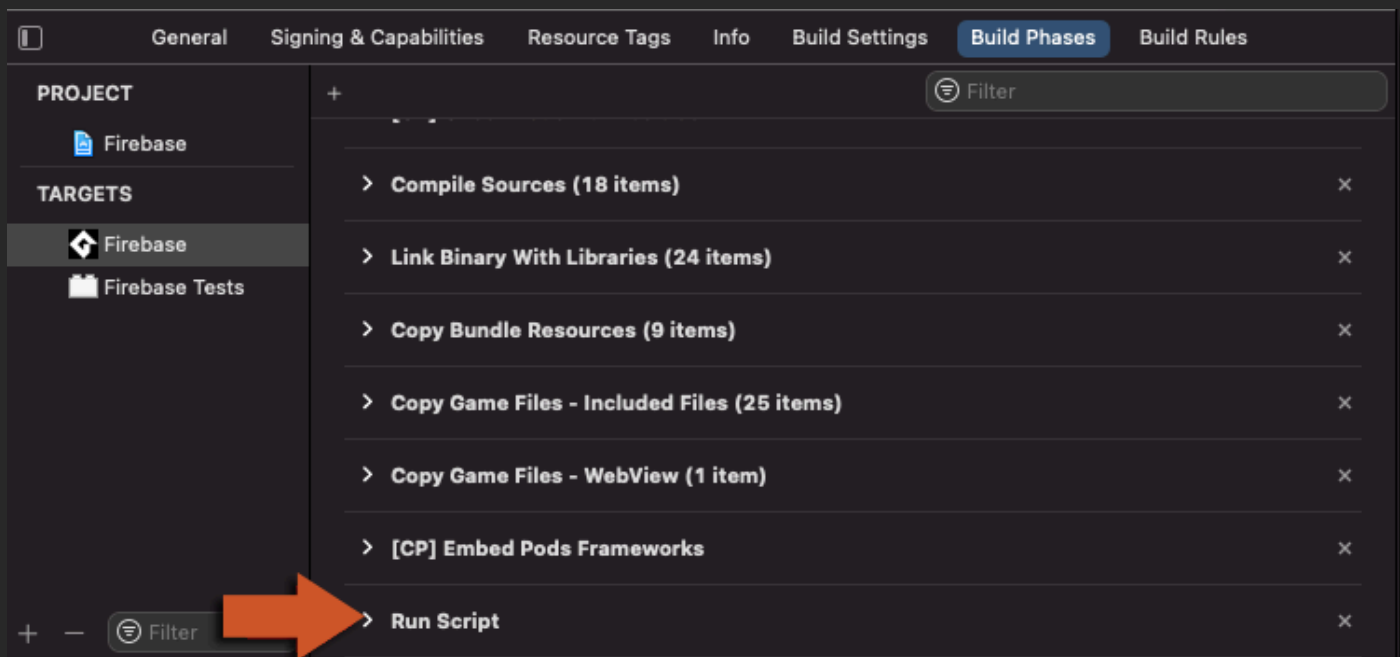 General Signing & Capabilities Resource Tags Info Build Settings Build Phases Build Rules
PROJECT
Firebase
TARGETS
Firebase
Firebase Tests
+ − Filter
+ Filter
Compile Sources (18 items)
Link Binary With Libraries (24 items)
Copy Bundle Resources (9 items)
Copy Game Files - Included Files (25 items)
Copy Game Files - WebView (1 item)
[CP] Embed Pods Frameworks
Run Script